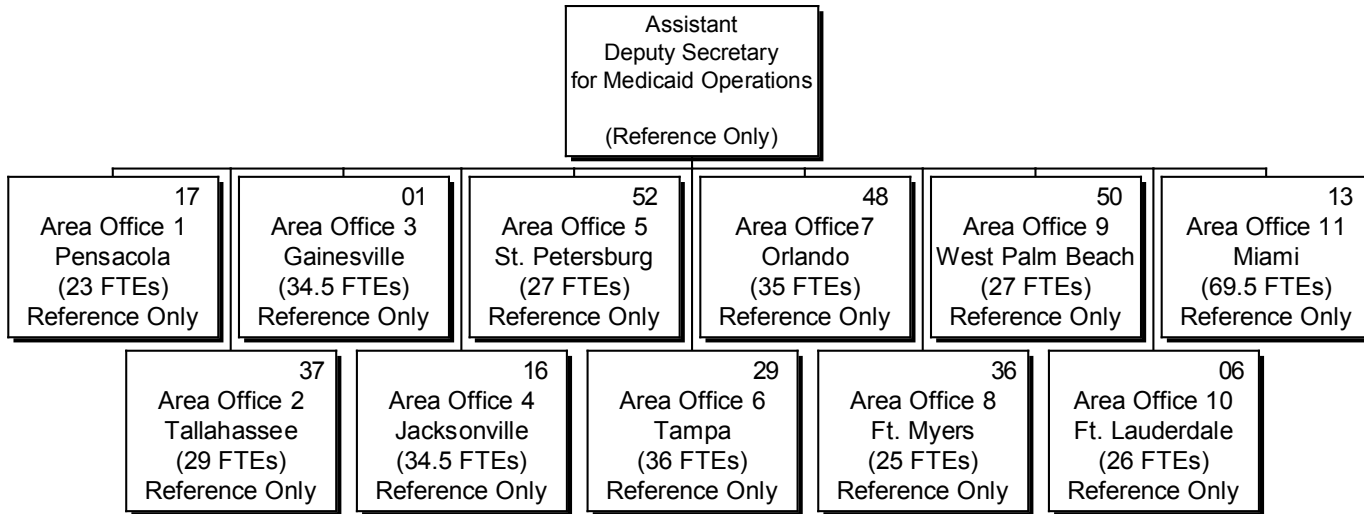 Assistant
Deputy Secretary
for Medicaid Operations
(Reference Only)
17
Area Office 1
Pensacola
(23 FTEs)
Reference Only
01
Area Office 3
Gainesville
(34.5 FTEs)
Reference Only
52
Area Office 5
St. Petersburg
(27 FTEs)
Reference Only
48
Area Office7
Orlando
(35 FTEs)
Reference Only
50
Area Office 9
West Palm Beach
(27 FTEs)
Reference Only
13
Area Office 11
Miami
(69.5 FTEs)
Reference Only
37
Area Office 2
Tallahassee
(29 FTEs)
Reference Only
16
Area Office 4
Jacksonville
(34.5 FTEs)
Reference Only
29
Area Office 6
Tampa
(36 FTEs)
Reference Only
36
Area Office 8
Ft. Myers
(25 FTEs)
Reference Only
06
Area Office 10
Ft. Lauderdale
(26 FTEs)
Reference Only